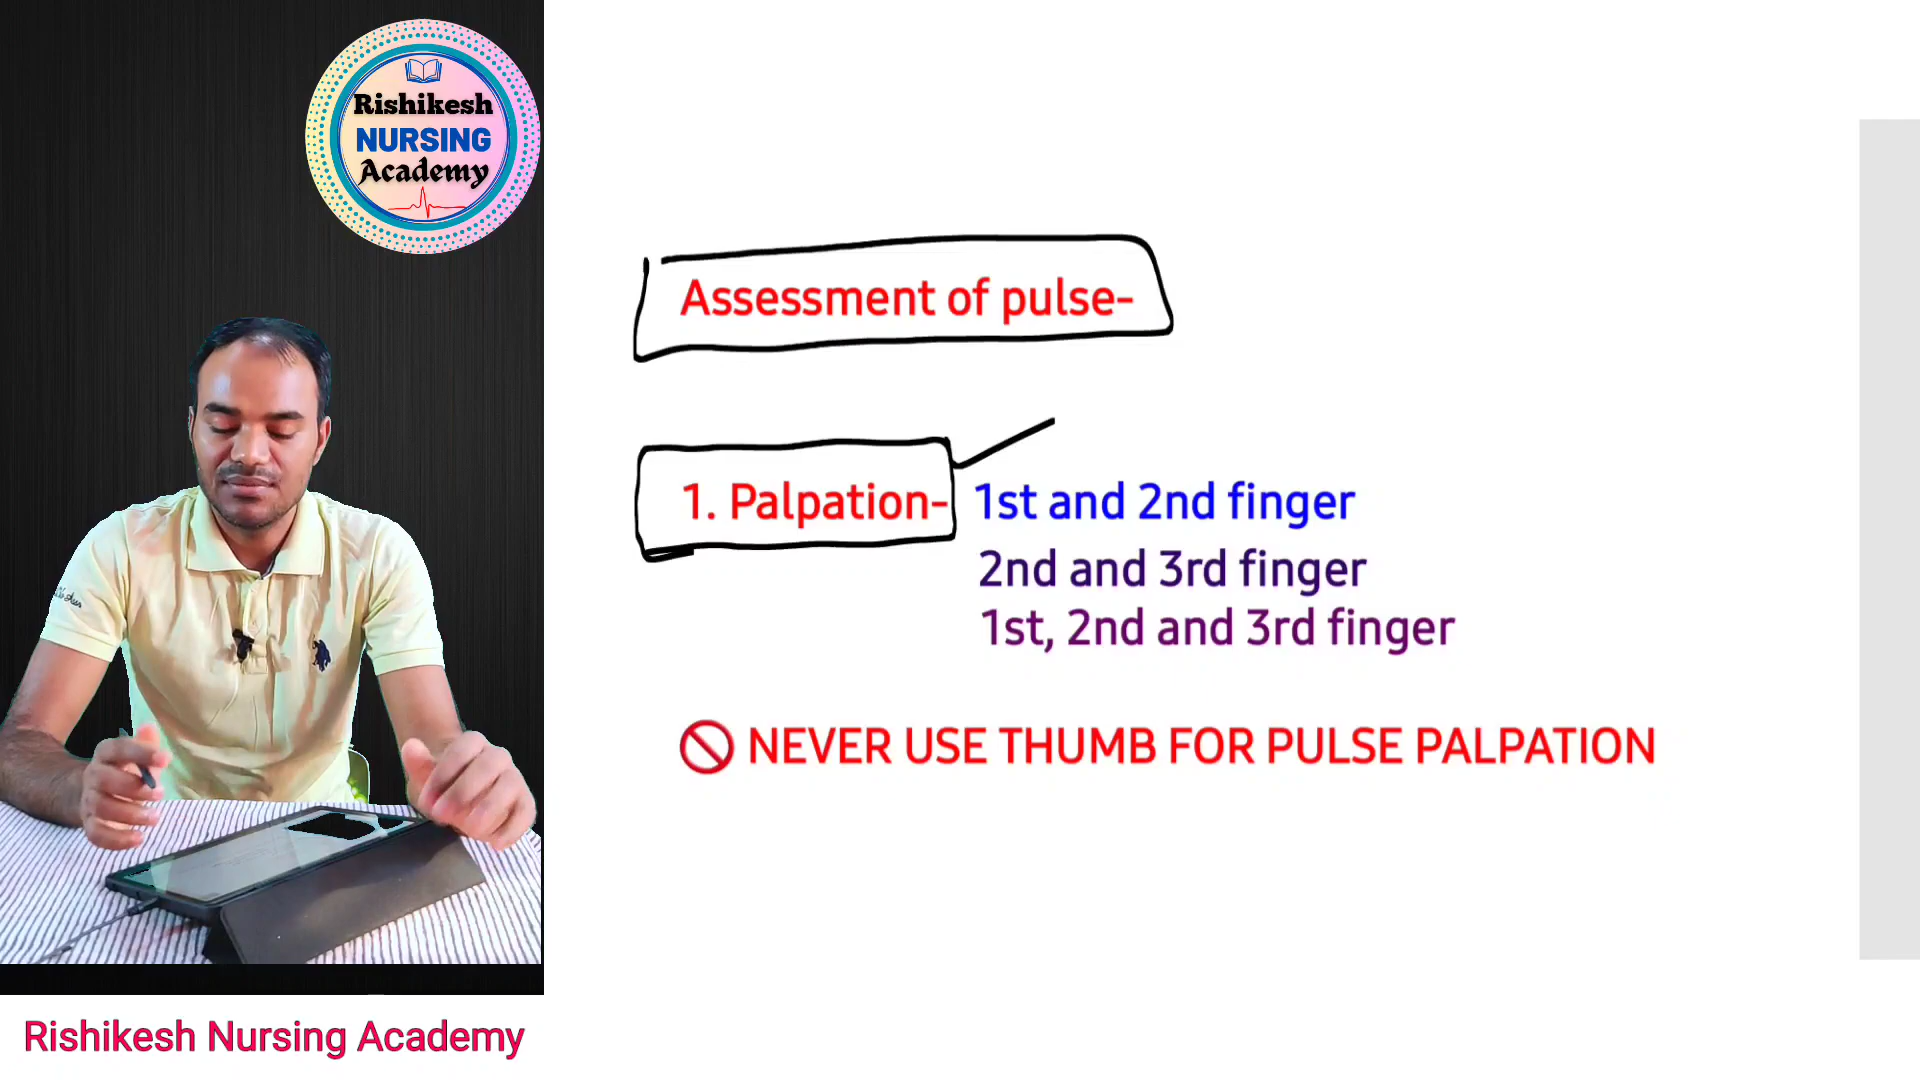 Rishikesh
NURSING
Academy
Assessment of pulse-
1. Palpation- 1st and 2nd finger
2nd and 3rd finger
1st, 2nd and 3rd finger
🚫 NEVER USE THUMB FOR PULSE PALPATION
Rishikesh Nursing Academy